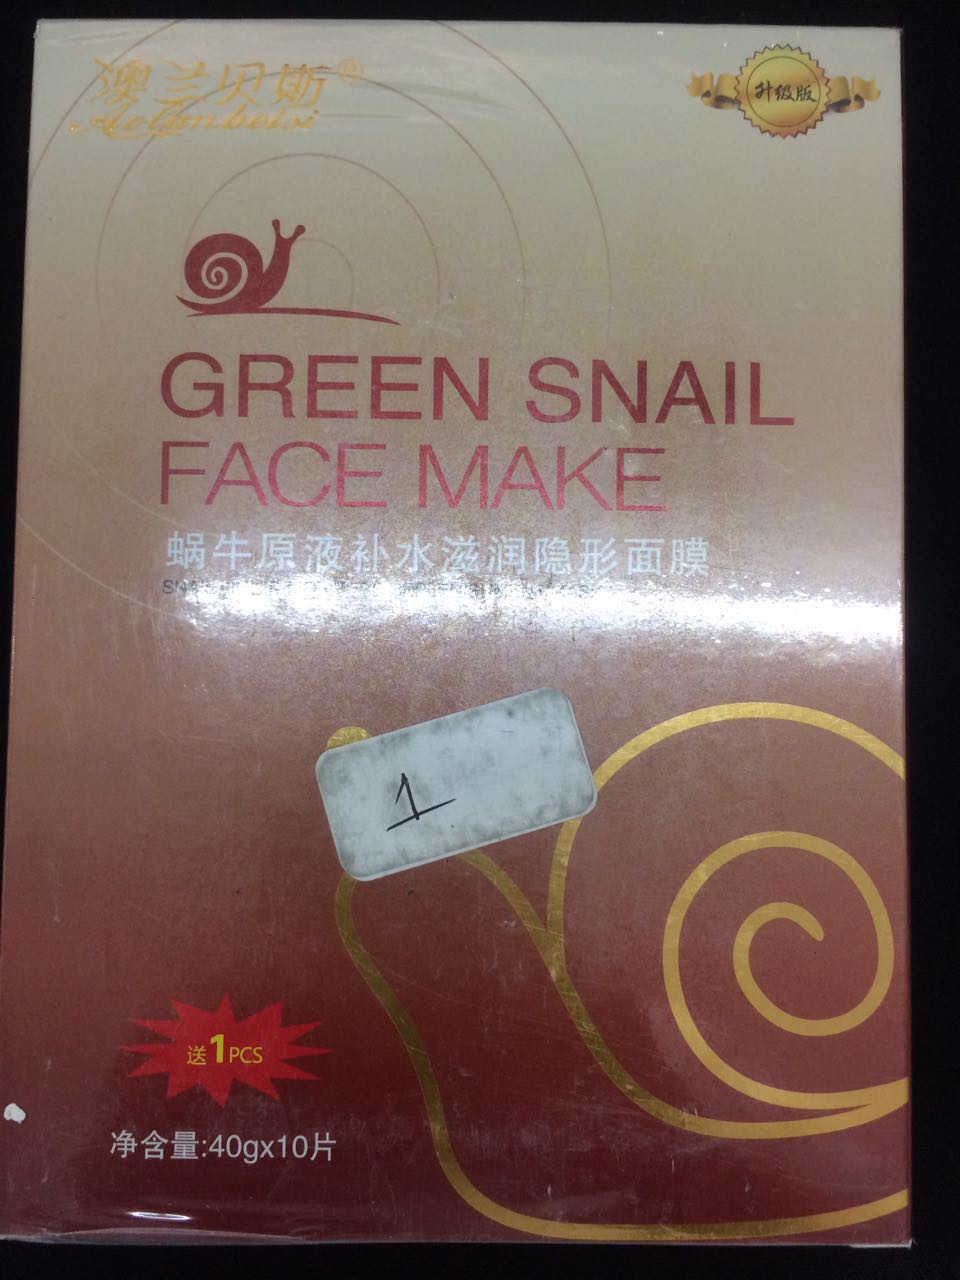 澳兰贝斯®
Aolanbeisi
升级版
GREEN SNAIL
FACE MAKE
蜗牛原液补水滋润隐形面膜
1
送1PCS
净含量:40gx10片